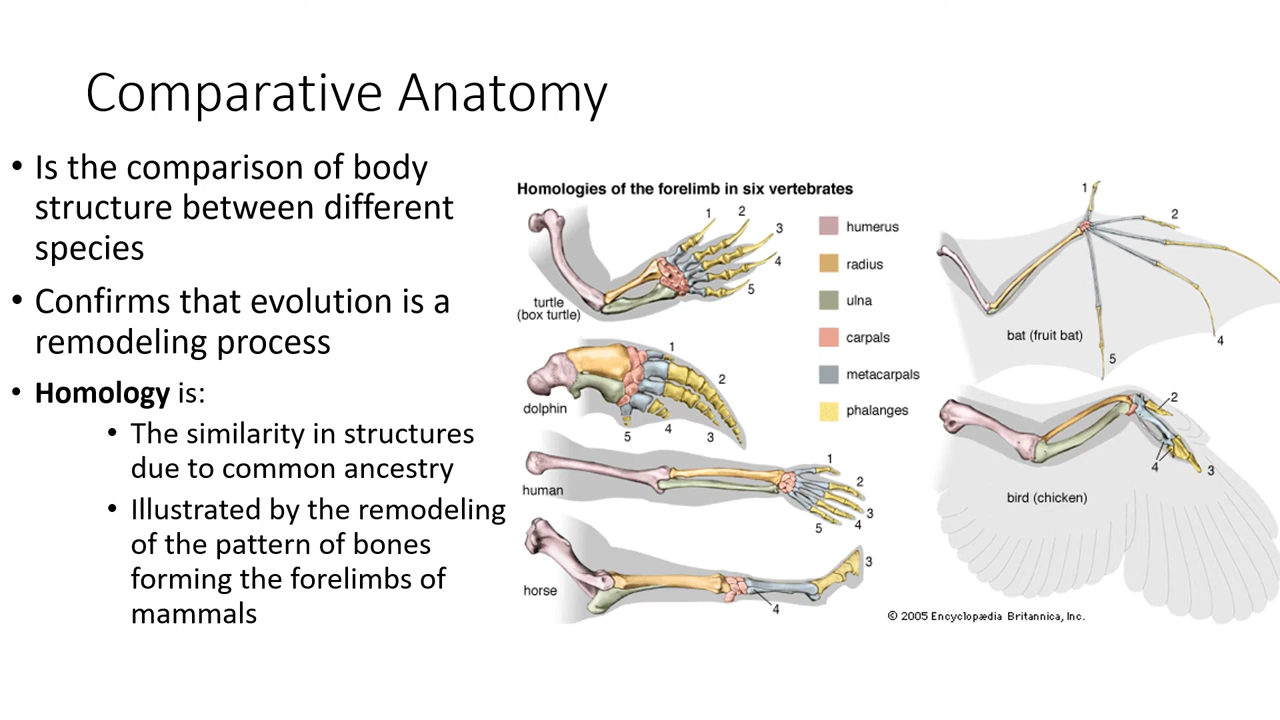 Comparative Anatomy
• Is the comparison of body
structure between different
species
• Confirms that evolution is a
remodeling process
• Homology is:
• The similarity in structures
due to common ancestry
• Illustrated by the remodeling
of the pattern of bones
forming the forelimbs of
mammals
Homologies of the forelimb in six vertebrates
1
2
3
4
5
turtle
(box turtle)
1
2
3
4
5
dolphin
1
2
3
4
5
human
3
4
horse
humerus
radius
ulna
carpals
metacarpals
phalanges
1
2
4
5
bat (fruit bat)
2
3
4
bird (chicken)
© 2005 Encyclopædia Britannica, Inc.